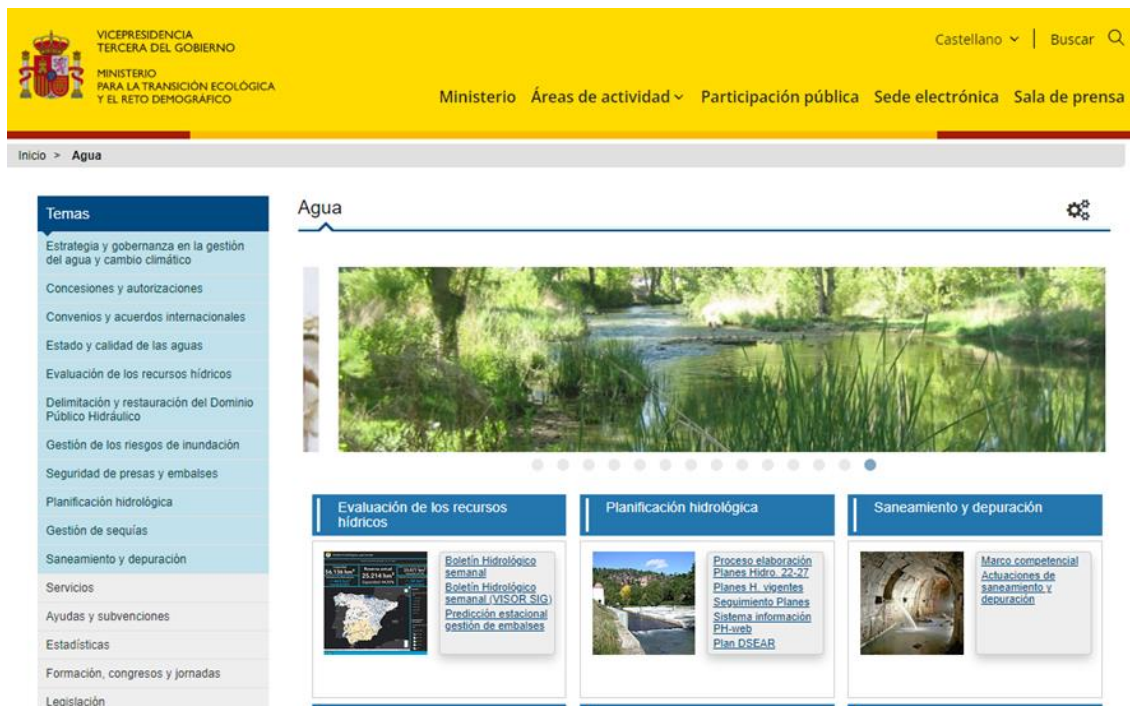 VICEPRESIDENCIA
TERCERA DEL GOBIERNO
MINISTERIO
PARA LA TRANSICIÓN ECOLÓGICA
Y EL RETO DEMOGRÁFICO
Castellano
Buscar
Ministerio
Áreas de actividad
Participación pública
Sede electrónica
Sala de prensa
Inicio > Agua
Temas
Estrategia y gobernanza en la gestión
del agua y cambio climático
Concesiones y autorizaciones
Convenios y acuerdos internacionales
Estado y calidad de las aguas
Evaluación de los recursos hídricos
Delimitación y restauración del Dominio
Público Hidráulico
Gestión de los riesgos de inundación
Seguridad de presas y embalses
Planificación hidrológica
Gestión de sequías
Saneamiento y depuración
Servicios
Ayudas y subvenciones
Estadísticas
Formación, congresos y jornadas
Legislación
Agua
Evaluación de los recursos
hídricos
Boletín Hidrológico
semanal
Boletín Hidrológico
semanal (VISOR SIG)
Predicción estacional
gestión de embalses
Planificación hidrológica
Proceso elaboración
Planes Hidro. 22-27
Planes H. vigentes
Seguimiento Planes
Sistema información
PH-web
Plan DSEAR
Saneamiento y depuración
Marco competencial
Actuaciones de
saneamiento y
depuración